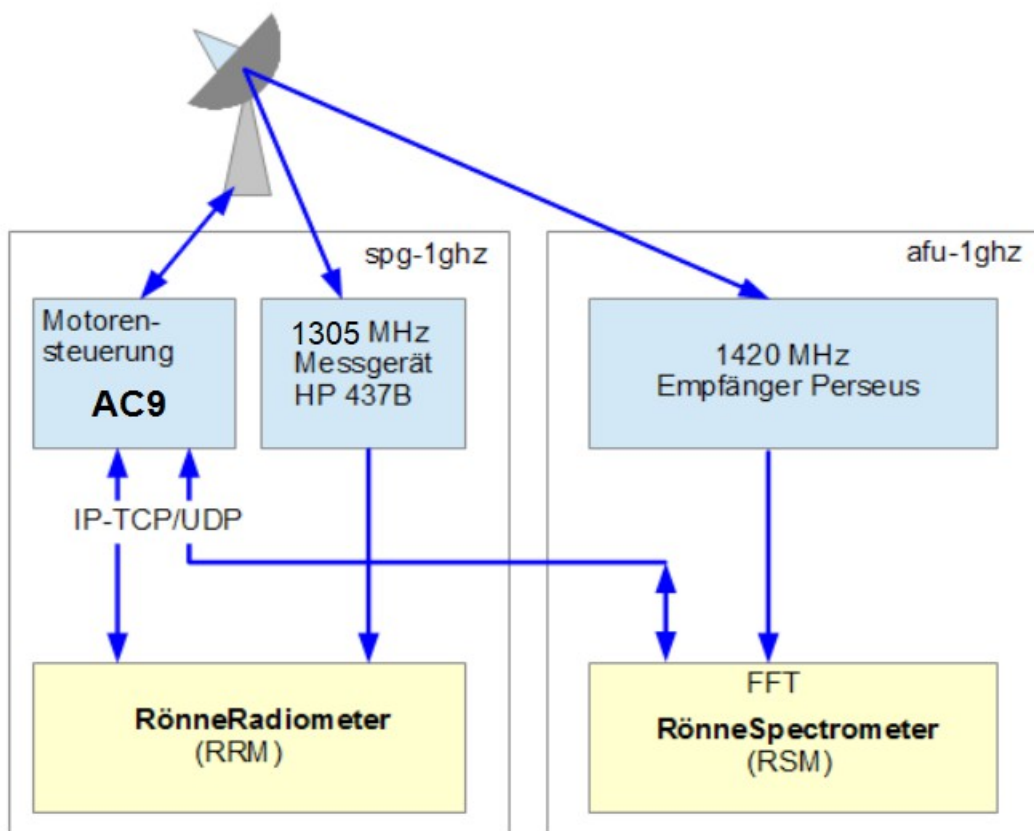 spg-1ghz
afu-1ghz
Motoren-
steuerung
AC9
1305 MHz
Messgerät
HP 437B
1420 MHz
Empfänger Perseus
IP-TCP/UDP
RönneRadiometer
(RRM)
FFT
RönneSpectrometer
(RSM)